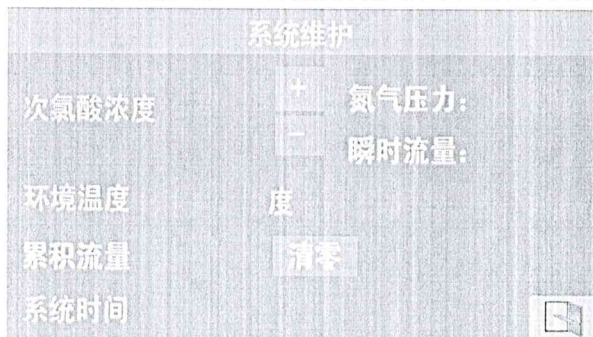 系统维护
次氯酸浓度
+
-
氮气压力：
瞬时流量：
环境温度 度
累积流量 清零
系统时间